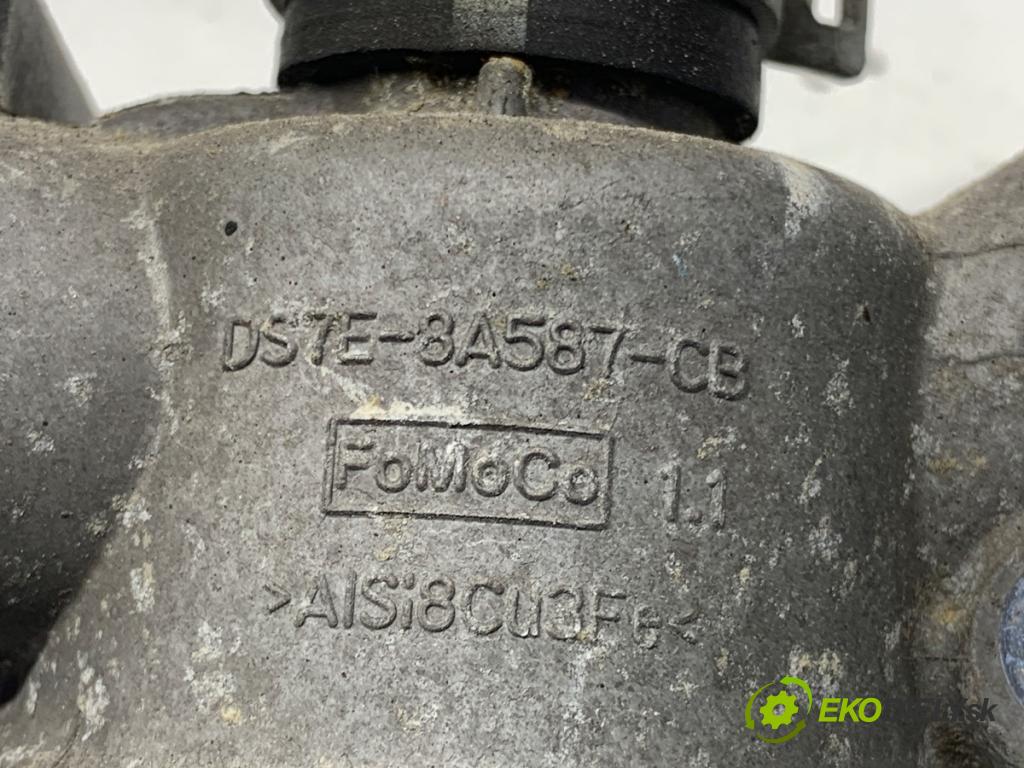 DS7E-8A587-CB
FoMoCo 1.1
>AlSi8Cu3Fe<
EKO